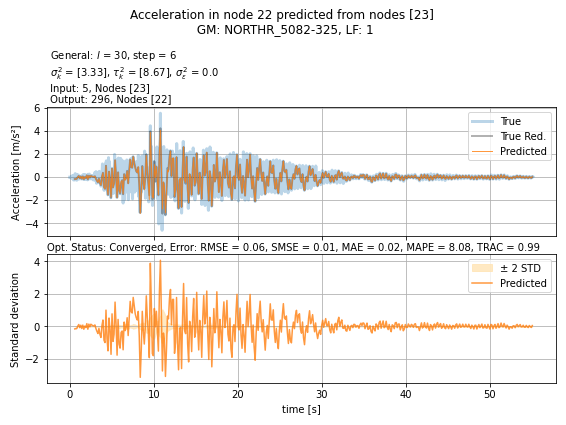 Acceleration in node 22 predicted from nodes [23]
GM: NORTHR_5082-325, LF: 1
General: l = 30, step = 6
σ²_k = [3.33], τ²_k = [8.67], σ²_ε = 0.0
Input: 5, Nodes [23]
Output: 296, Nodes [22]
6
4
2
0
−2
−4
Acceleration [m/s²]
True
True Red.
Predicted
Opt. Status: Converged, Error: RMSE = 0.06, SMSE = 0.01, MAE = 0.02, MAPE = 8.08, TRAC = 0.99
4
2
0
−2
Standard deviation
± 2 STD
Predicted
0 10 20 30 40 50
time [s]